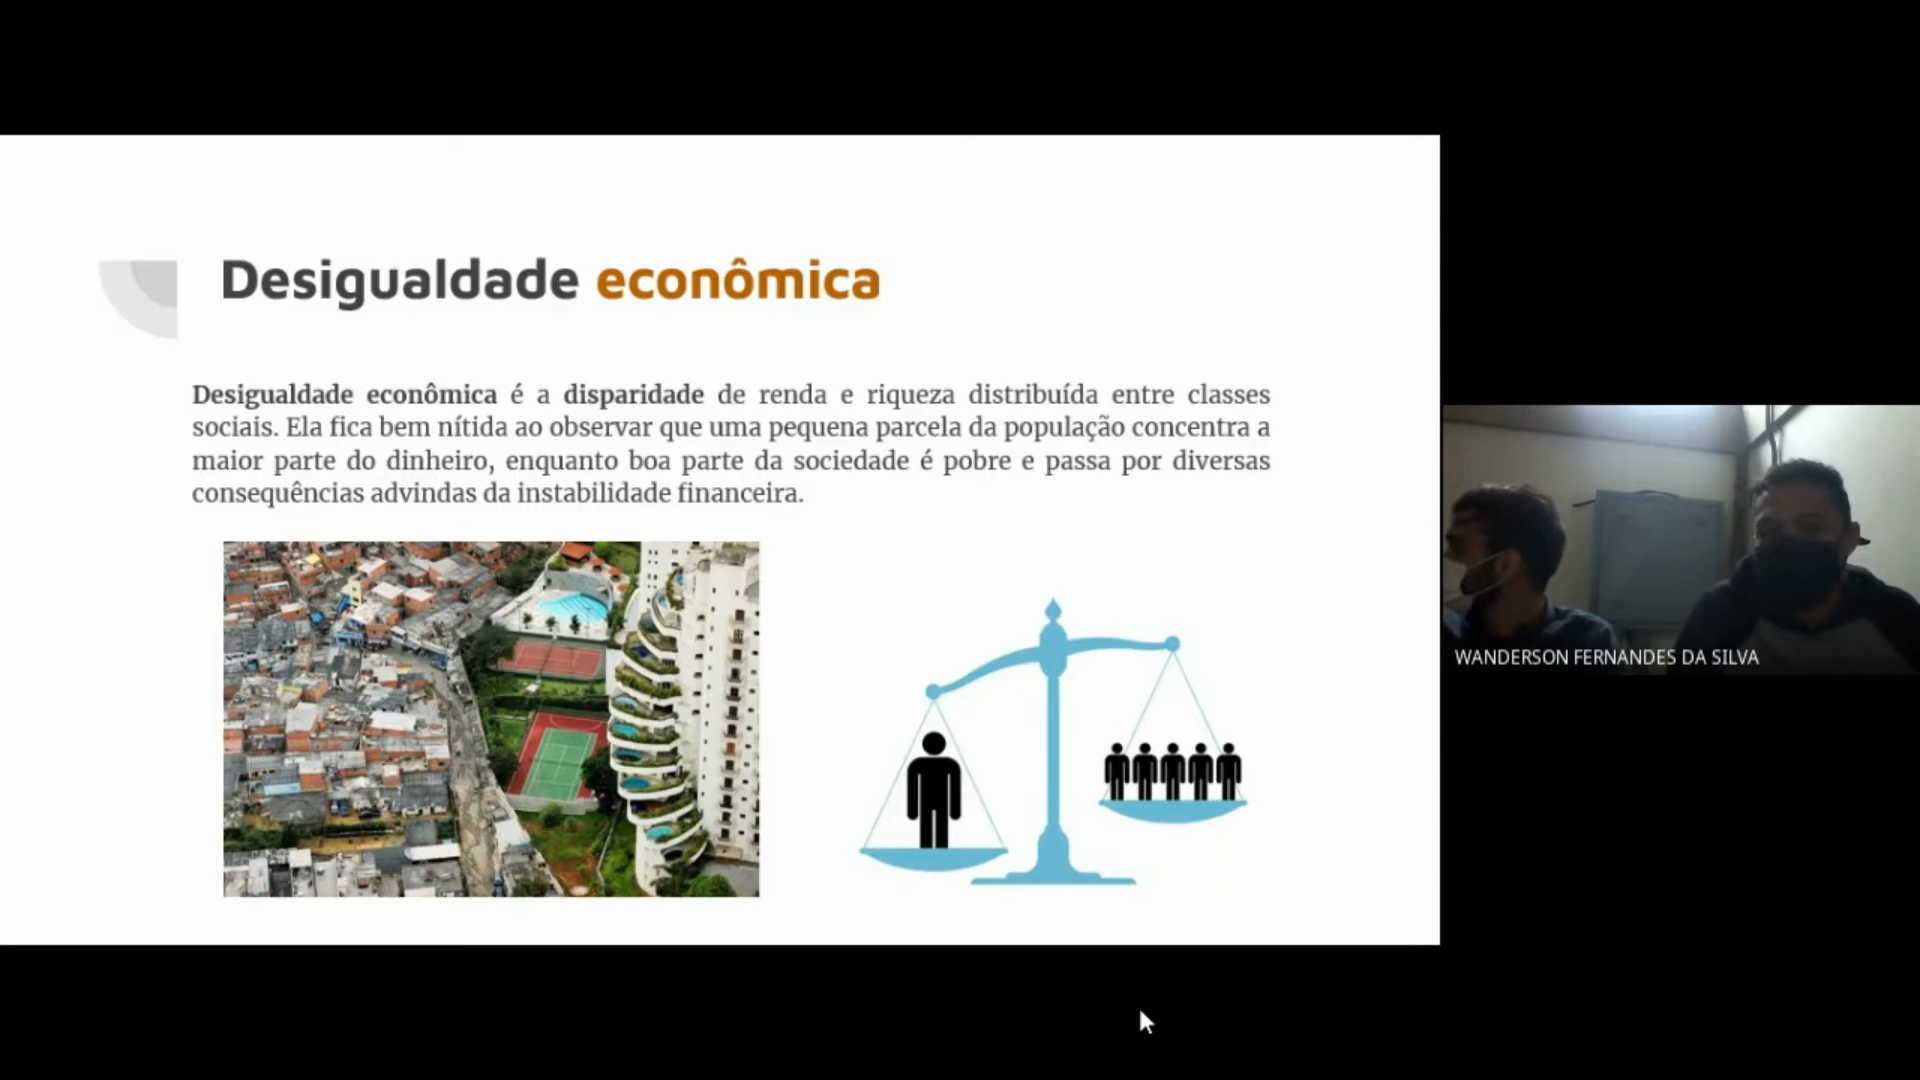 Desigualdade econômica
Desigualdade econômica é a disparidade de renda e riqueza distribuída entre classes
sociais. Ela fica bem nítida ao observar que uma pequena parcela da população concentra a
maior parte do dinheiro, enquanto boa parte da sociedade é pobre e passa por diversas
consequências advindas da instabilidade financeira.
WANDERSON FERNANDES DA SILVA